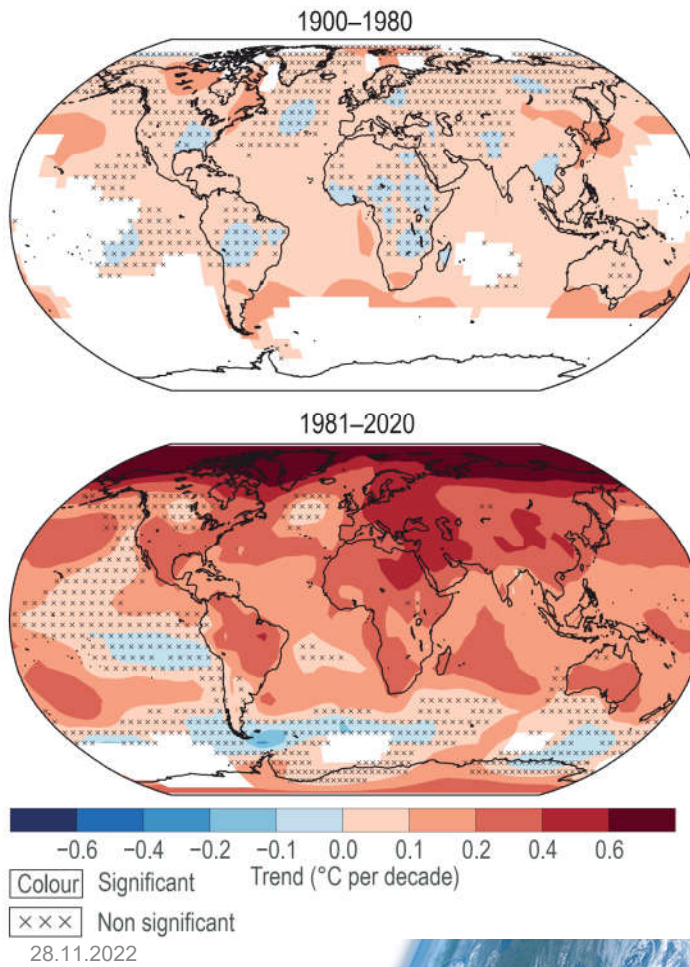 1900–1980
1981–2020
−0.6 −0.4 −0.2 −0.1 0.0 0.1 0.2 0.4 0.6
Trend (°C per decade)
Colour Significant
××× Non significant
28.11.2022